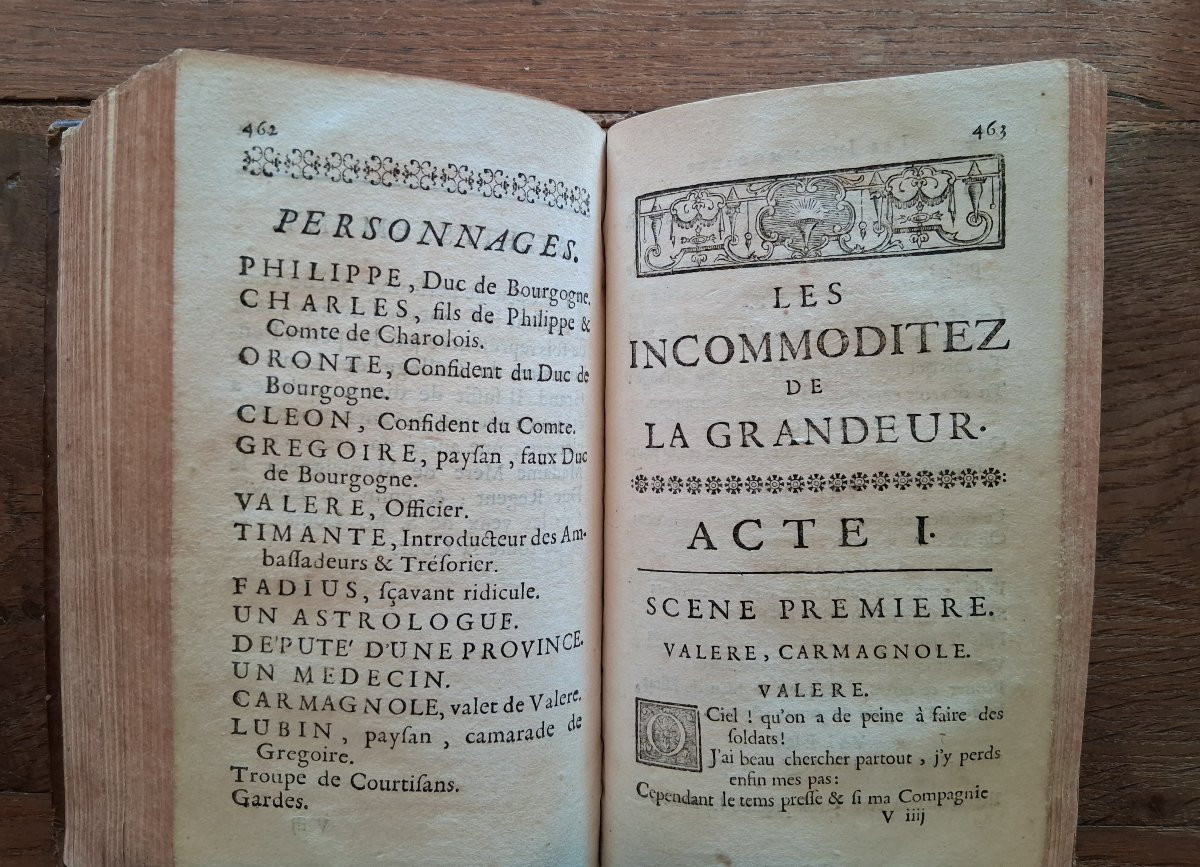 462
PERSONNAGES.
PHILIPPE, Duc de Bourgogne.
CHARLES, fils de Philippe &
Comte de Charolois.
ORONTE, Confident du Duc de
Bourgogne.
CLEON, Confident du Comte.
GREGOIRE, payſan, faux Duc
de Bourgogne.
VALERE, Officier.
TIMANTE, Introducteur des Am-
baſſadeurs & Tréſorier.
FADIUS, ſçavant ridicule.
UN ASTROLOGUE.
DE'PUTE' D'UNE PROVINCE.
UN MEDECIN.
CARMAGNOLE, valet de Valere.
LUBIN, payſan, camarade de
Gregoire.
Troupe de Courtiſans.
Gardes.
463
LES
INCOMMODITEZ
DE
LA GRANDEUR.
ACTE I.
SCENE PREMIERE.
VALERE, CARMAGNOLE.
VALERE.
O Ciel ! qu'on a de peine à faire des
ſoldats !
J'ai beau chercher partout, j'y perds
enfin mes pas :
Cependant le tems preſſe & ſi ma Compagnie
V iiij